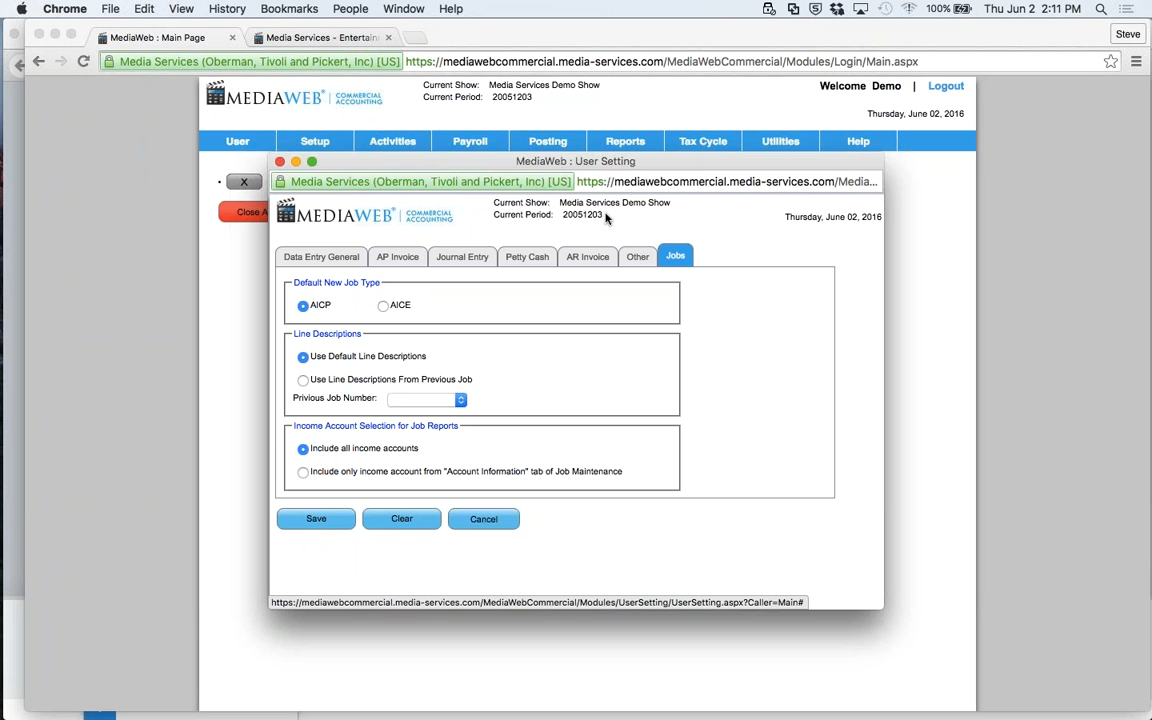 Chrome File Edit View History Bookmarks People Window Help 100% Thu Jun 2 2:11 PM
MediaWeb : Main Page × Media Services - Entertain × Steve
Media Services (Oberman, Tivoli and Pickert, Inc) [US] https://mediawebcommercial.media-services.com/MediaWebCommercial/Modules/Login/Main.aspx
MEDIAWEB® | COMMERCIAL ACCOUNTING
Current Show: Media Services Demo Show
Current Period: 20051203
Welcome Demo | Logout
Thursday, June 02, 2016
User Setup Activities Payroll Posting Reports Tax Cycle Utilities Help
X
Close A
MediaWeb : User Setting
Media Services (Oberman, Tivoli and Pickert, Inc) [US] https://mediawebcommercial.media-services.com/Media...
MEDIAWEB® | COMMERCIAL ACCOUNTING
Current Show: Media Services Demo Show
Current Period: 20051203
Thursday, June 02, 2016
Data Entry General AP Invoice Journal Entry Petty Cash AR Invoice Other Jobs
Default New Job Type
AICP AICE
Line Descriptions
Use Default Line Descriptions
Use Line Descriptions From Previous Job
Privious Job Number:
Income Account Selection for Job Reports
Include all income accounts
Include only income account from "Account Information" tab of Job Maintenance
Save Clear Cancel
https://mediawebcommercial.media-services.com/MediaWebCommercial/Modules/UserSetting/UserSetting.aspx?Caller=Main#